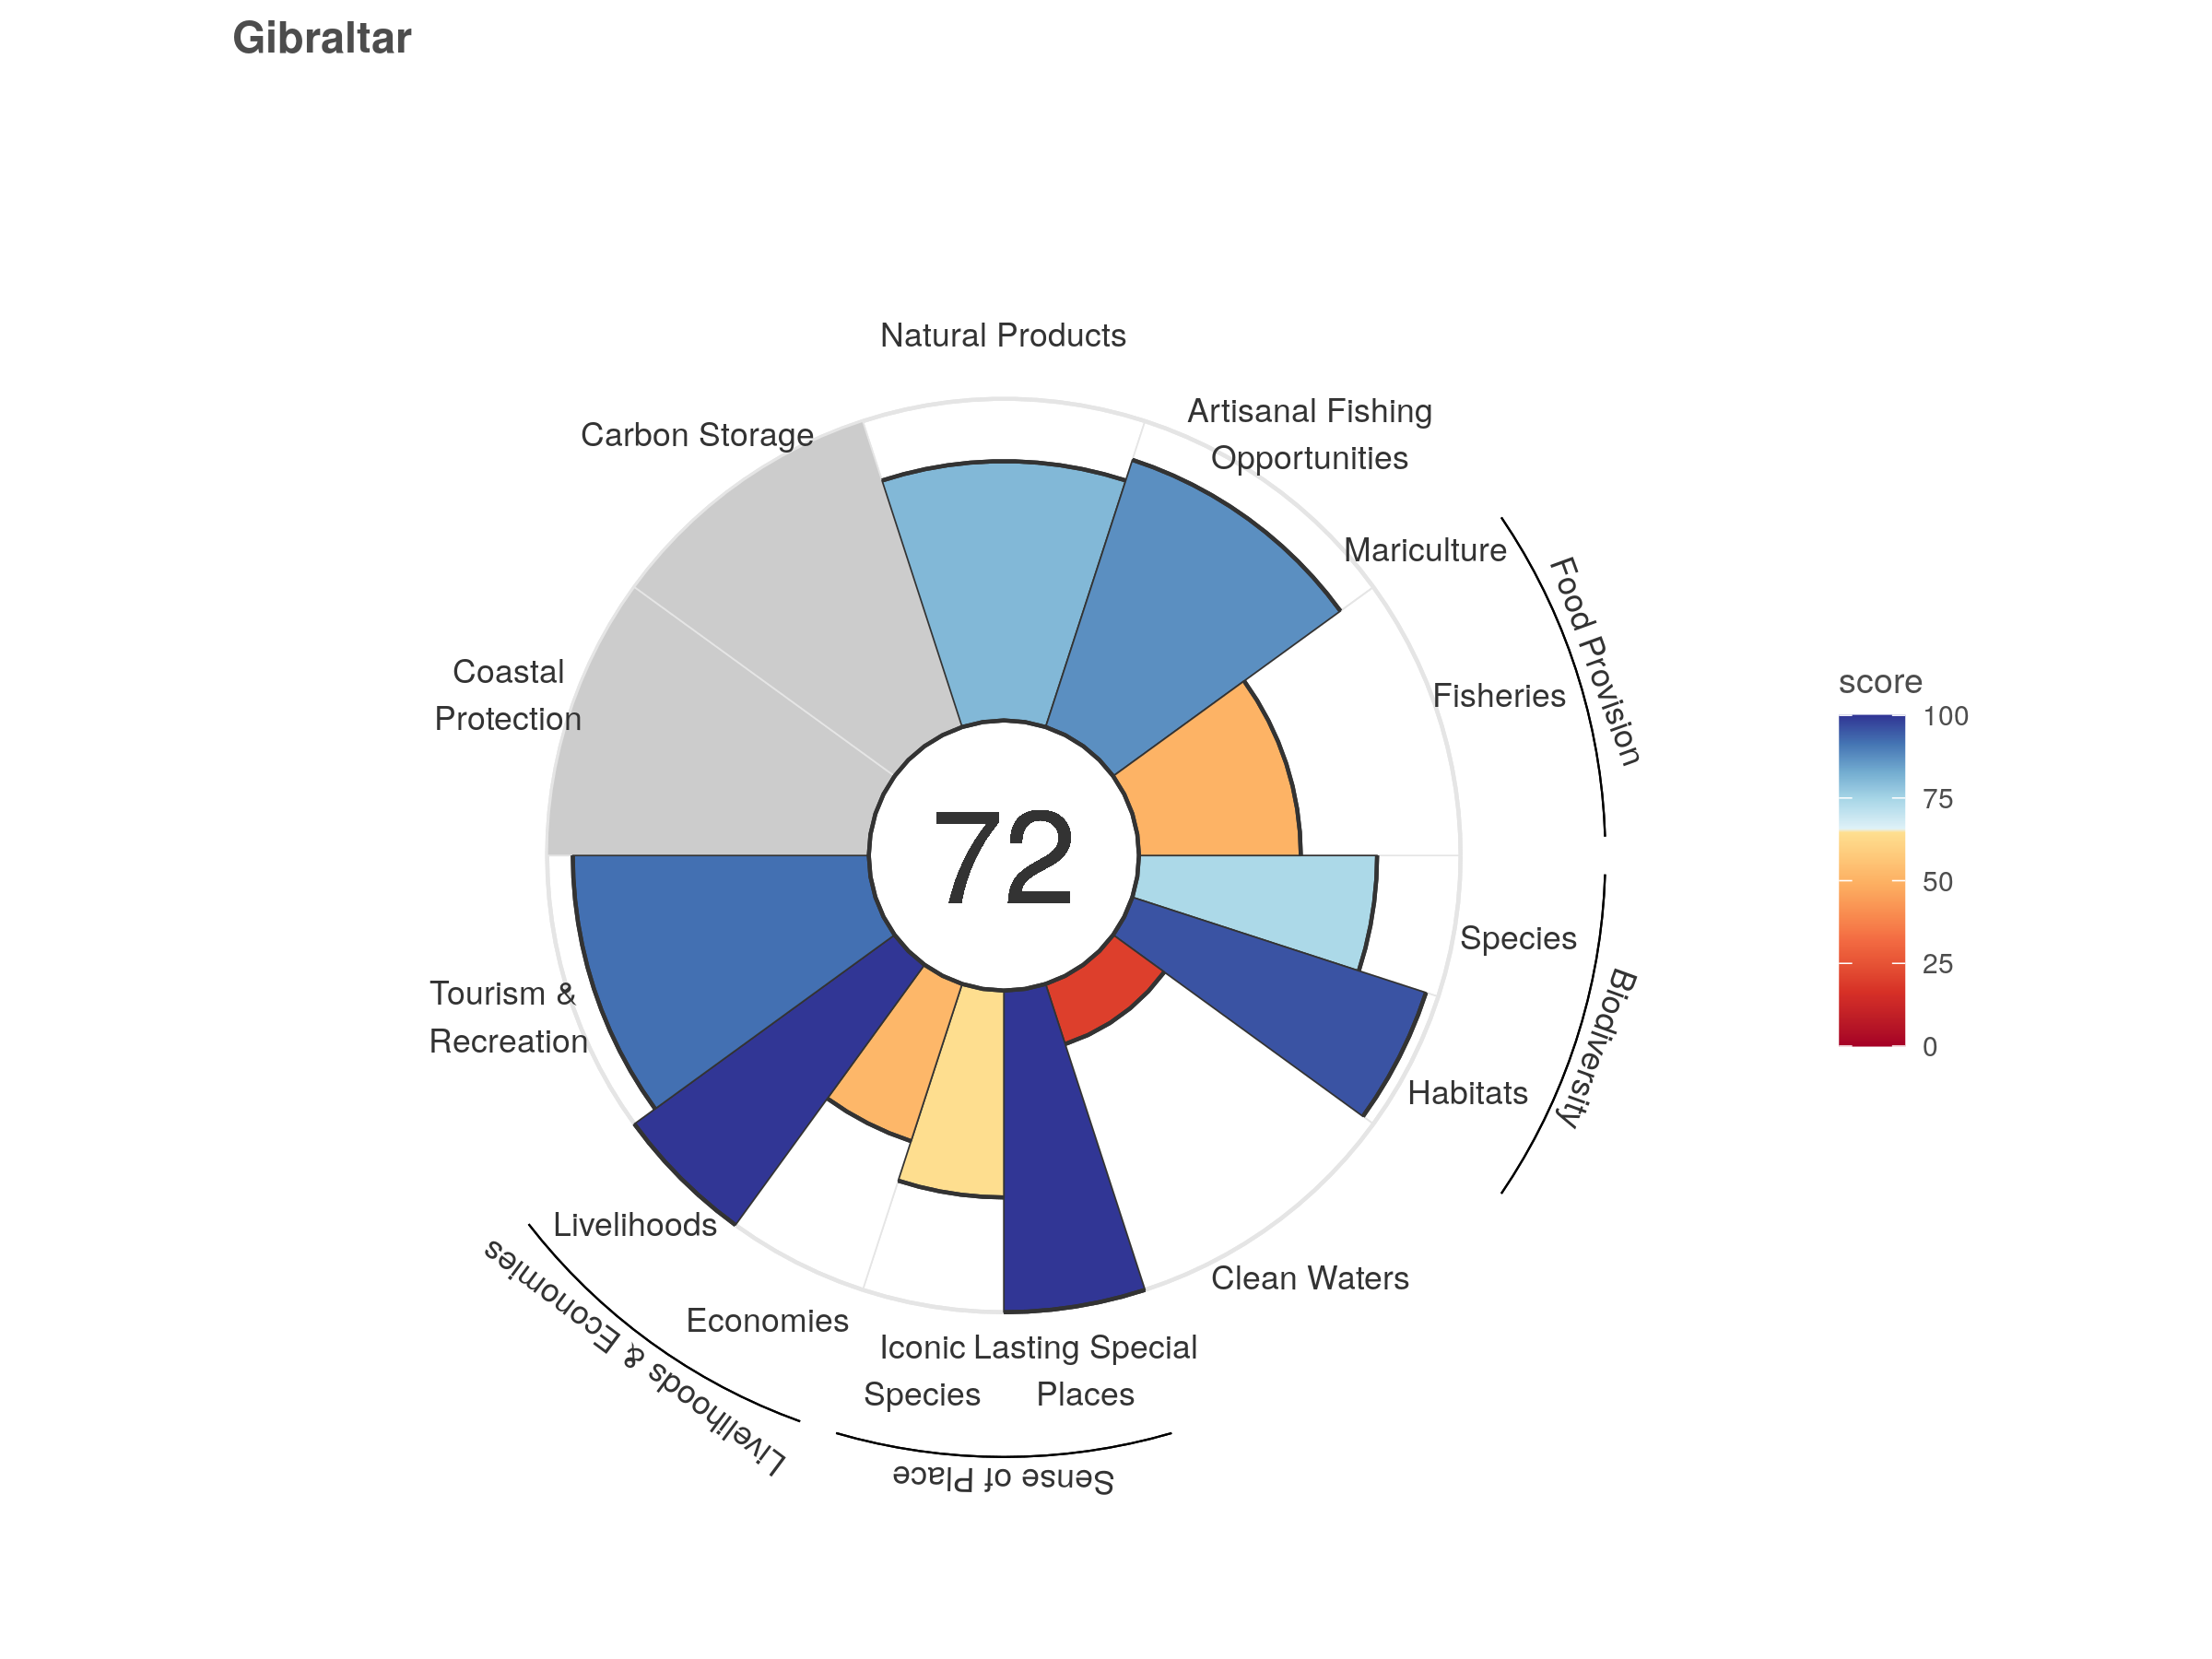 Gibraltar
Natural Products
Artisanal Fishing
Opportunities
Carbon Storage
Mariculture
Food Provision
Fisheries
Coastal
Protection
score
100
75
50
25
0
72
Species
Biodiversity
Habitats
Tourism &
Recreation
Livelihoods
Livelihoods & Economies
Economies
Clean Waters
Iconic
Species
Lasting Special
Places
Sense of Place